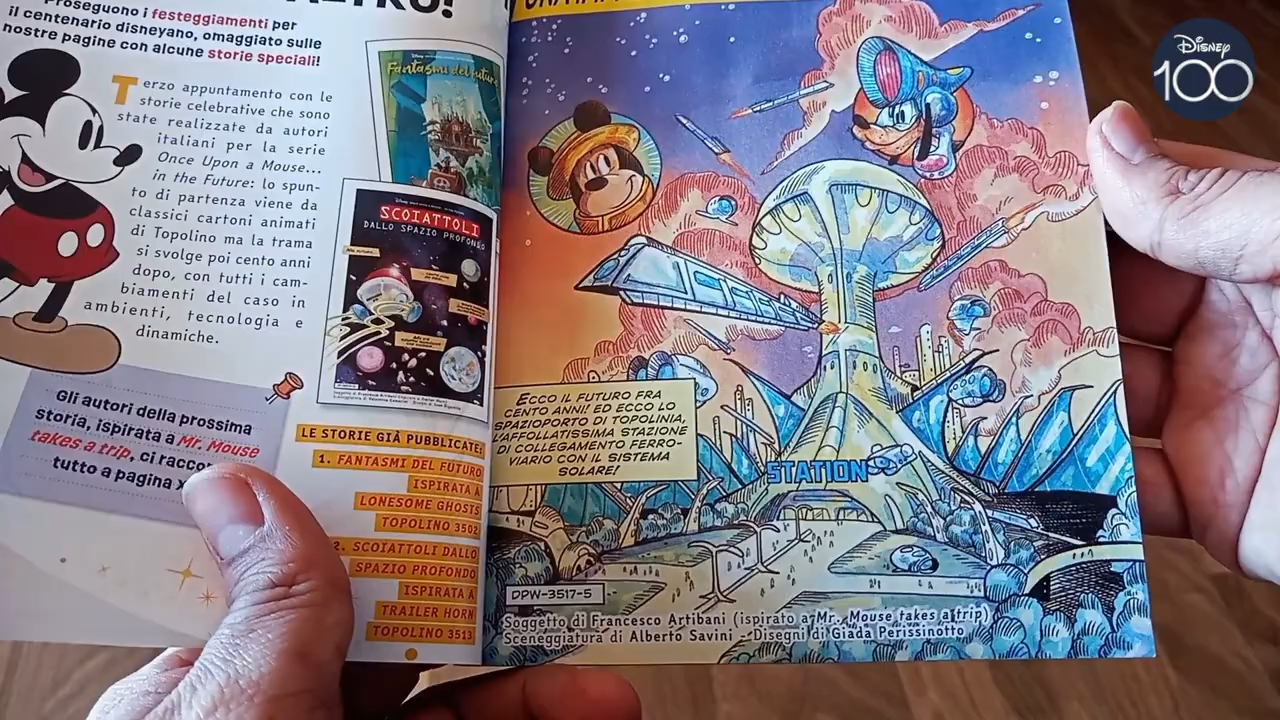 proseguono i festeggiamenti per
il centenario disneyano, omaggiato sulle
nostre pagine con alcune storie speciali!
Terzo appuntamento con le
storie celebrative che sono
state realizzate da autori
italiani per la serie
Once Upon a Mouse...
in the Future: lo spun-
to di partenza viene da
classici cartoni animati
di Topolino ma la trama
si svolge poi cento anni
dopo, con tutti i cam-
biamenti del caso in
ambienti, tecnologia e
dinamiche.
Gli autori della prossima
storia, ispirata a Mr. Mouse
takes a trip, ci
tutto a pagina
Fantasmi del futuro
SCOIATTOLI
DALLO SPAZIO PROFONDO
LE STORIE GIÀ PUBBLICATE:
1. FANTASMI DEL FUTURO
ISPIRATA A
LONESOME GHOSTS
TOPOLINO 3502
2. SCOIATTOLI DALLO
SPAZIO PROFONDO
ISPIRATA A
TRAILER HORN
TOPOLINO 3513
ECCO IL FUTURO FRA
CENTO ANNI! ED ECCO LO
SPAZIOPORTO DI TOPOLINIA,
L'AFFOLLATISSIMA STAZIONE
DI COLLEGAMENTO FERRO-
VIARIO CON IL SISTEMA
SOLARE!
STATION
DPW-3517-5
Soggetto di Francesco Artibani (ispirato a Mr. Mouse takes a trip)
Sceneggiatura di Alberto Savini - Disegni di Giada Perissinotto
Disney
100